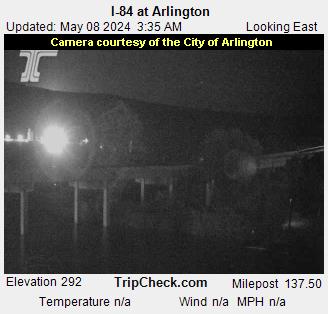 I-84 at Arlington
Updated: May 08 2024 3:35 AM Looking East
Camera courtesy of the City of Arlington
Elevation 292 TripCheck.com Milepost 137.50
Temperature n/a Wind n/a MPH n/a